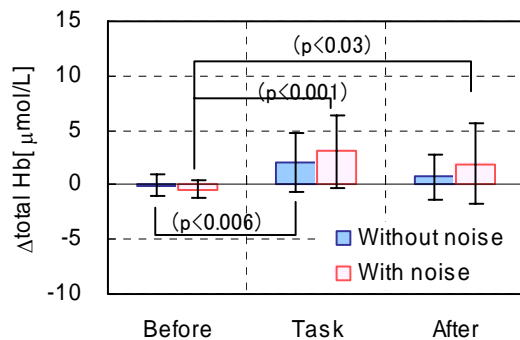 15
10
5
0
-5
-10
Δtotal Hb[ μmol/L]
(p<0.03)
(p<0.001)
(p<0.006)
Without noise
With noise
Before Task After